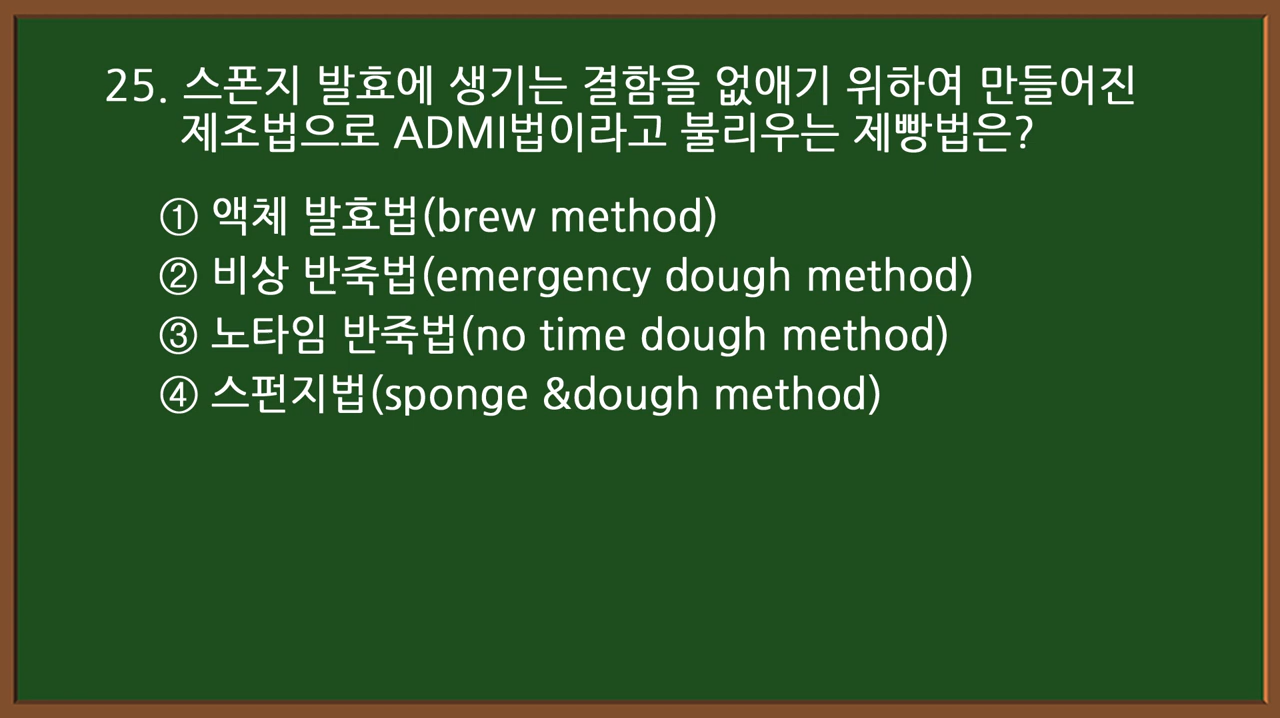 25. 스폰지 발효에 생기는 결함을 없애기 위하여 만들어진
제조법으로 ADMI법이라고 불리우는 제빵법은?
① 액체 발효법(brew method)
② 비상 반죽법(emergency dough method)
③ 노타임 반죽법(no time dough method)
④ 스펀지법(sponge &dough method)